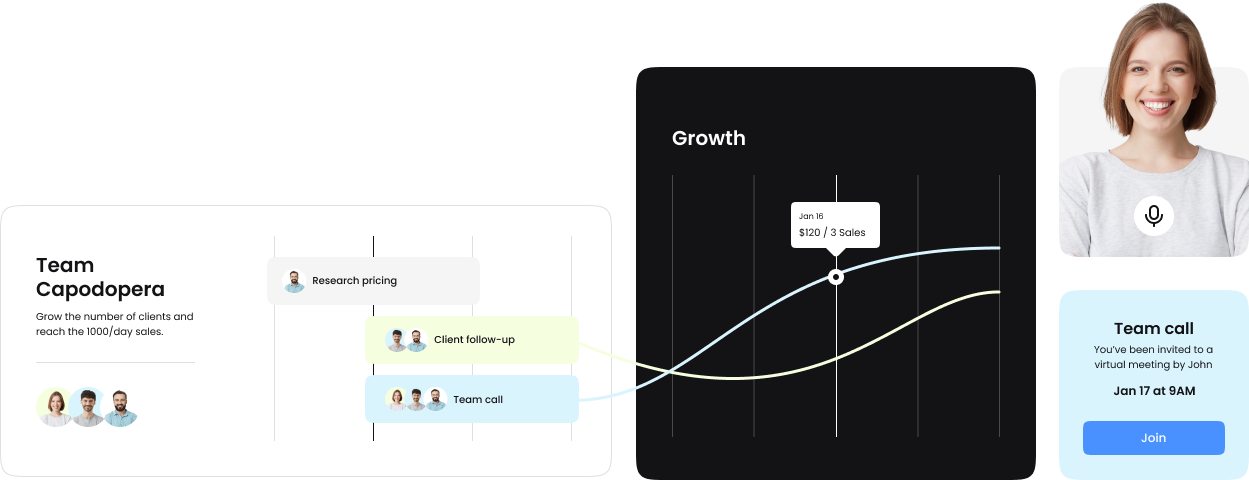 Team
Capodopera
Grow the number of clients and
reach the 1000/day sales.
Research pricing
Client follow-up
Team call
Growth
Jan 16
$120 / 3 Sales
Team call
You’ve been invited to a
virtual meeting by John
Jan 17 at 9AM
Join